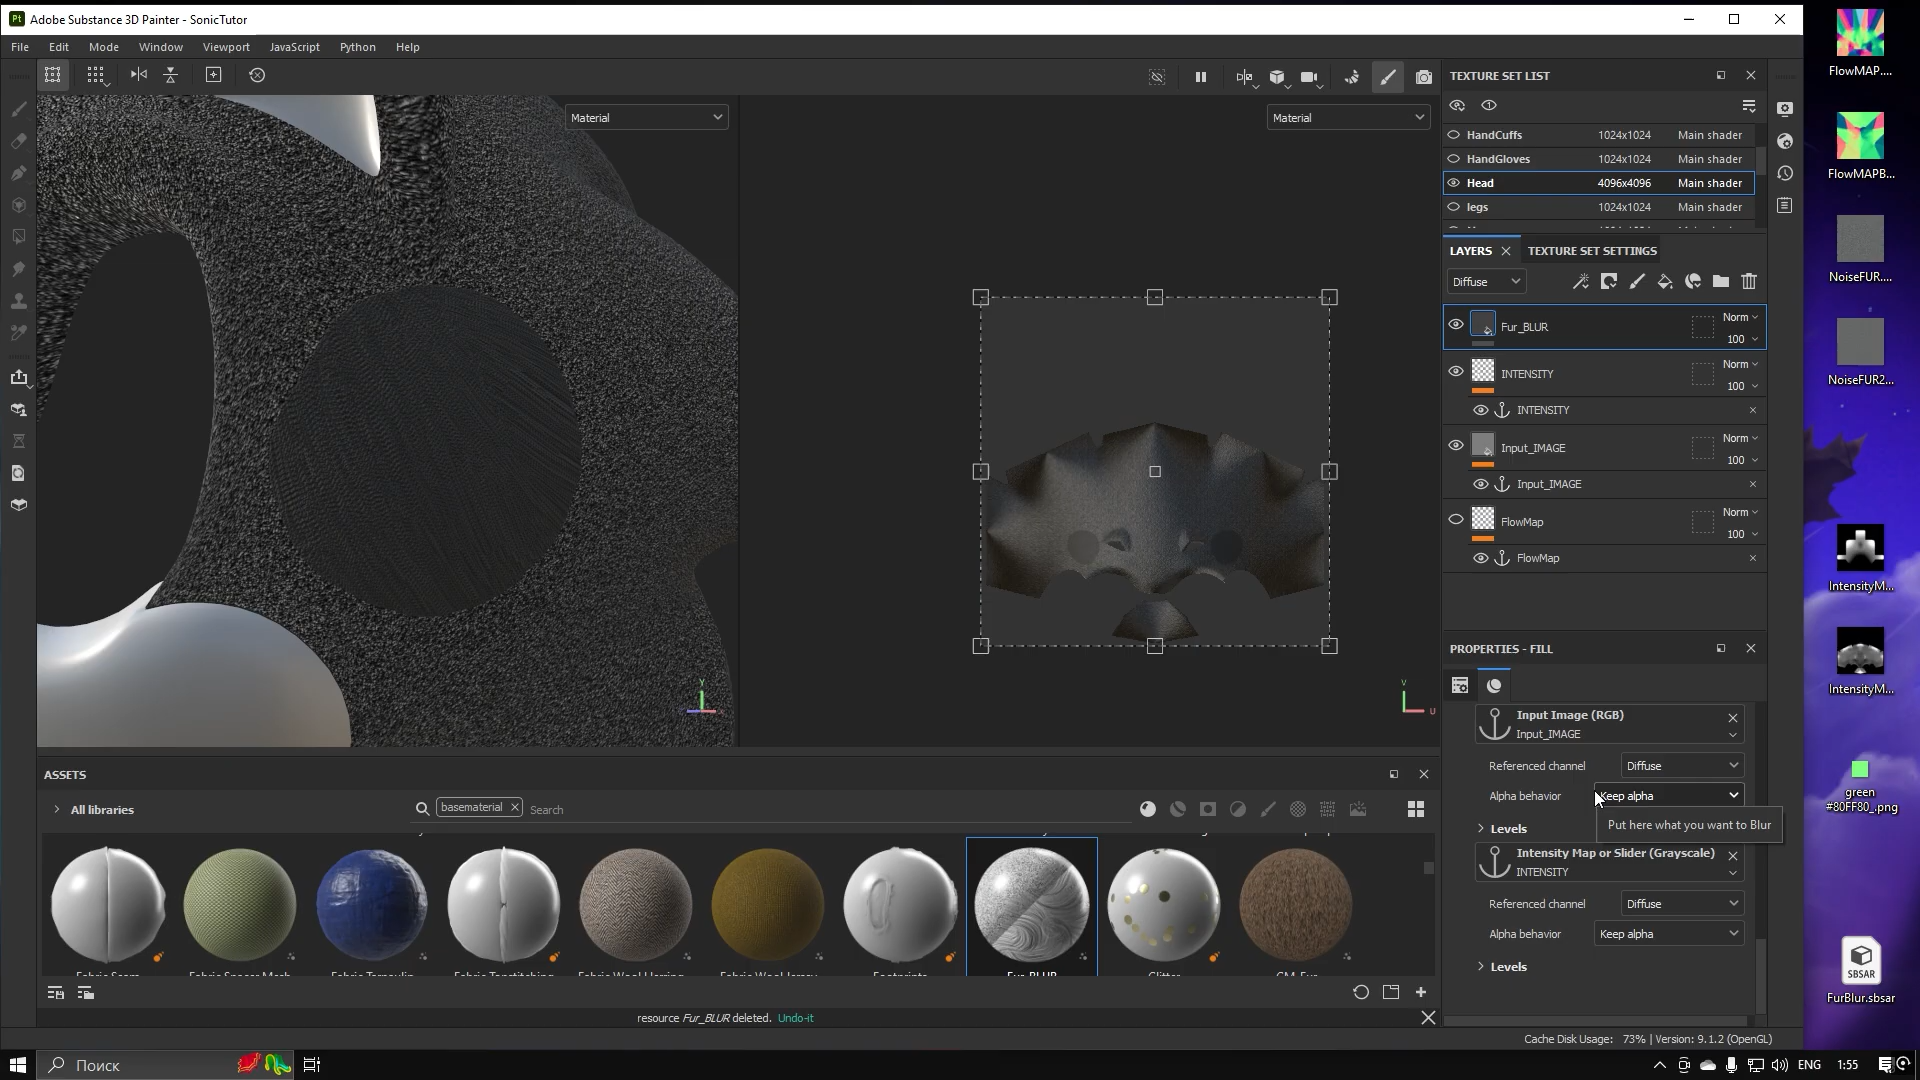 Pt Adobe Substance 3D Painter - SonicTutor
File Edit Mode Window Viewport JavaScript Python Help
Material
Material
TEXTURE SET LIST
HandCuffs 1024x1024 Main shader
HandGloves 1024x1024 Main shader
Head 4096x4096 Main shader
legs 1024x1024 Main shader
LAYERS TEXTURE SET SETTINGS
Diffuse
Fur_BLUR Norm 100
INTENSITY Norm 100
INTENSITY
Input_IMAGE Norm 100
Input_IMAGE
FlowMap Norm 100
FlowMap
PROPERTIES - FILL
Input Image (RGB)
Input_IMAGE
Referenced channel Diffuse
Alpha behavior Keep alpha
Levels
Put here what you want to Blur
Intensity Map or Slider (Grayscale)
INTENSITY
Referenced channel Diffuse
Alpha behavior Keep alpha
Levels
Y
V
U
ASSETS
All libraries
basematerial
Search
resource Fur_BLUR deleted. Undo-it
Cache Disk Usage: 73% | Version: 9.1.2 (OpenGL)
FlowMAP....
FlowMAPB...
NoiseFUR....
NoiseFUR2...
IntensityM...
IntensityM...
green
#80FF80_.png
SBSAR
FurBlur.sbsar
Поиск
ENG 1:55